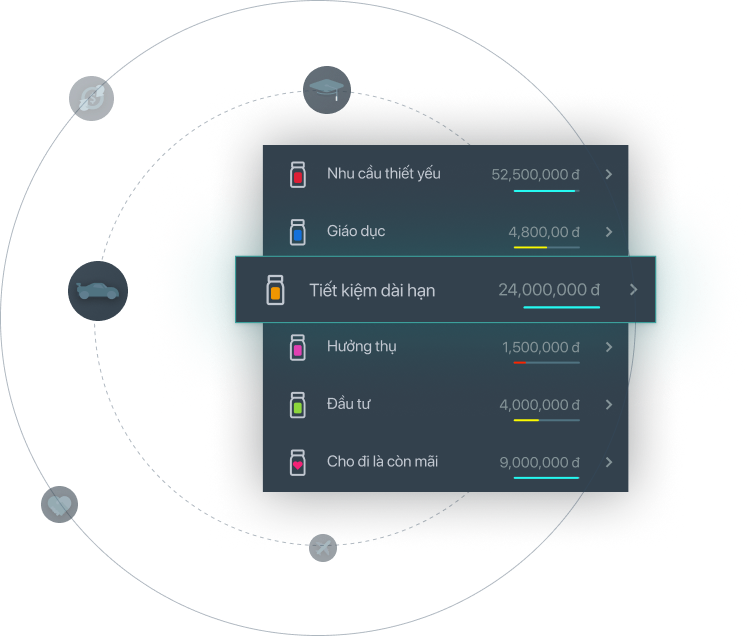 Nhu cầu thiết yếu 52,500,000 đ
Giáo dục 4,800,00 đ
Tiết kiệm dài hạn 24,000,000 đ
Hưởng thụ 1,500,000 đ
Đầu tư 4,000,000 đ
Cho đi là còn mãi 9,000,000 đ